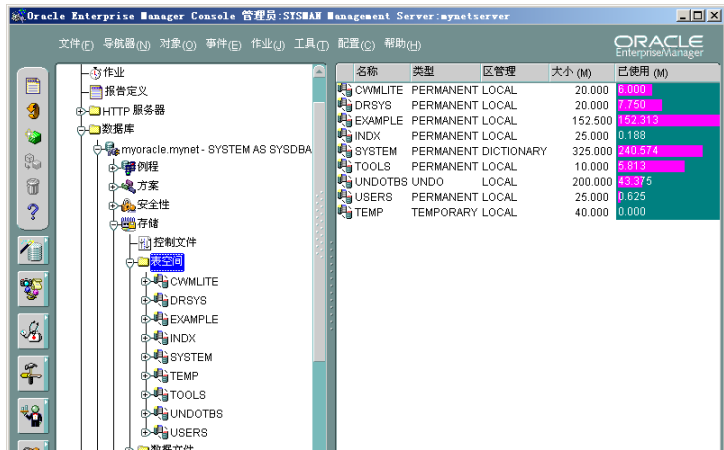 Oracle Enterprise Manager Console 管理员:SYSMAN Management Server:mynetserver
文件(F) 导航器(N) 对象(O) 事件(E) 作业(J) 工具(T) 配置(C) 帮助(H)
ORACLE
EnterpriseManager
作业
报告定义
HTTP 服务器
数据库
myoracle.mynet - SYSTEM AS SYSDBA
例程
方案
安全性
存储
控制文件
表空间
CWMLITE
DRSYS
EXAMPLE
INDX
SYSTEM
TEMP
TOOLS
UNDOTBS
USERS
数据文件
名称 类型 区管理 大小 (M) 已使用 (M)
CWMLITE PERMANENT LOCAL 20.000 6.000
DRSYS PERMANENT LOCAL 20.000 7.750
EXAMPLE PERMANENT LOCAL 152.500 152.313
INDX PERMANENT LOCAL 25.000 0.188
SYSTEM PERMANENT DICTIONARY 325.000 240.574
TOOLS PERMANENT LOCAL 10.000 5.813
UNDOTBS UNDO LOCAL 200.000 43.375
USERS PERMANENT LOCAL 25.000 0.625
TEMP TEMPORARY LOCAL 40.000 0.000